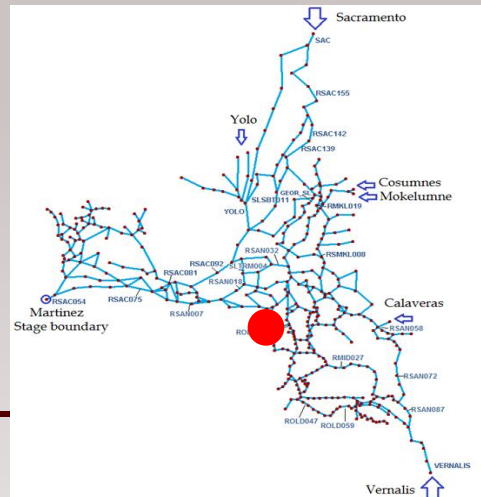 Sacramento
SAC
RSAC155
Yolo
RSAC142
RSAC139
Cosumnes
Mokelumne
SLSBT011
GEOR_SL
RMKL019
YOLO
RSAN032
RSMKL008
RSAC092
SLTRM004
RSAC081
RSAN018
RSAC054
RSAC075
RSAN007
Martinez
Stage boundary
Calaveras
RSAN058
RMID027
RSAN072
RSAN087
ROLD047
ROLD059
VERNALIS
Vernalis